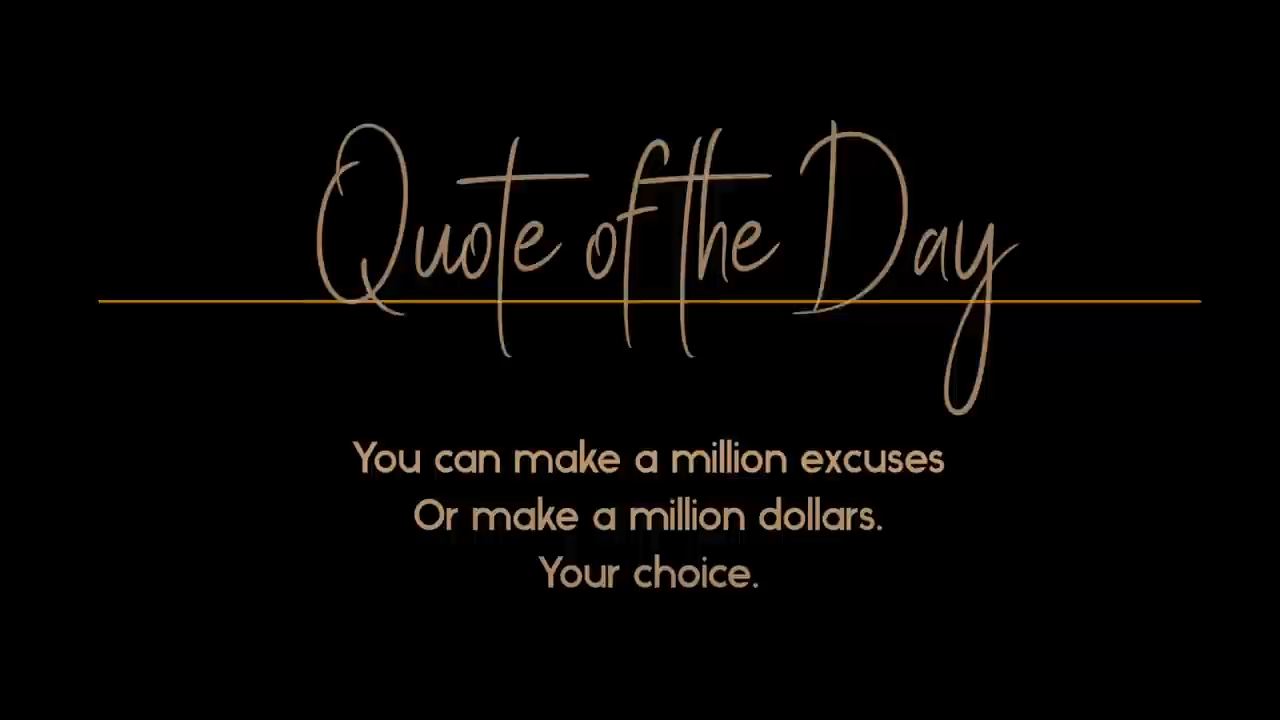 Quote of the Day
You can make a million excuses
Or make a million dollars.
Your choice.